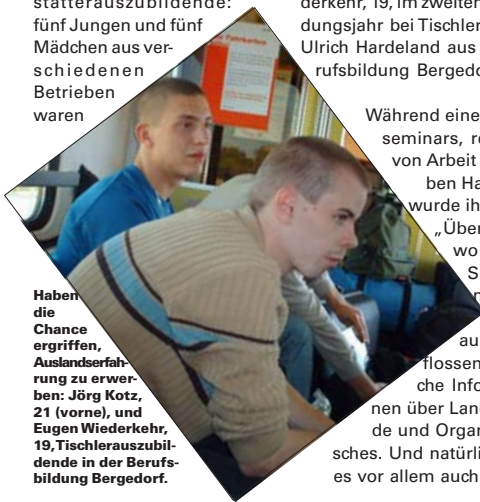 statterauszubildende:
fünf Jungen und fünf
Mädchen aus ver-
schiedenen
Betrieben
waren
Haben
die
Chance
ergriffen,
Auslandserfah-
rung zu erwer-
ben: Jörg Kotz,
21 (vorne), und
Eugen Wiederkehr,
19,Tischlerauszubil-
dende in der Berufs-
bildung Bergedorf.
derkehr, 19, im zweiten
dungsjahr bei Tischler
Ulrich Hardeland aus
rufsbildung Bergedo
Während eine
seminars, r
von Arbeit
ben Ha
wurde ih
„Über
wo
S
au
flossen
che Info
nen über Land
de und Organ
sches. Und natürli
es vor allem auch